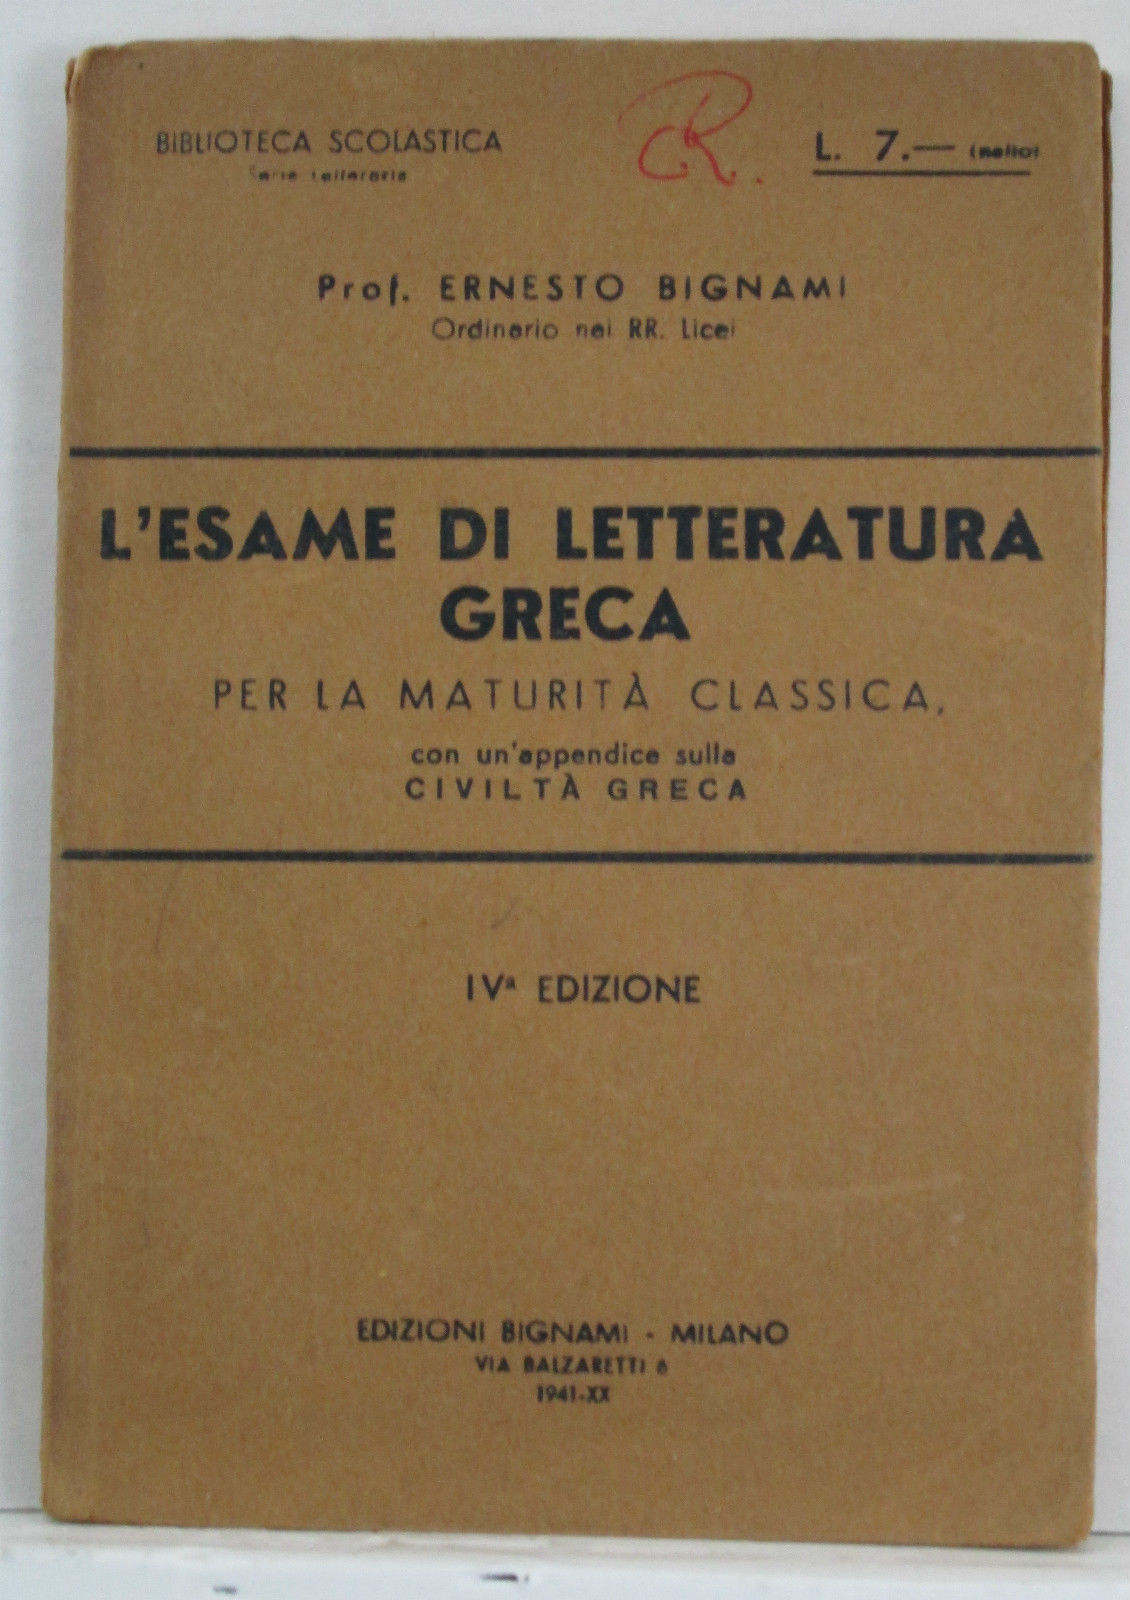 BIBLIOTECA SCOLASTICA
Serie Letteraria
C.R.
L. 7.— (netto)
Prof. ERNESTO BIGNAMI
Ordinario nei RR. Licei
L'ESAME DI LETTERATURA
GRECA
PER LA MATURITÀ CLASSICA,
con un'appendice sulla
CIVILTÀ GRECA
IVª EDIZIONE
EDIZIONI BIGNAMI - MILANO
VIA BALZARETTI 6
1941-XX